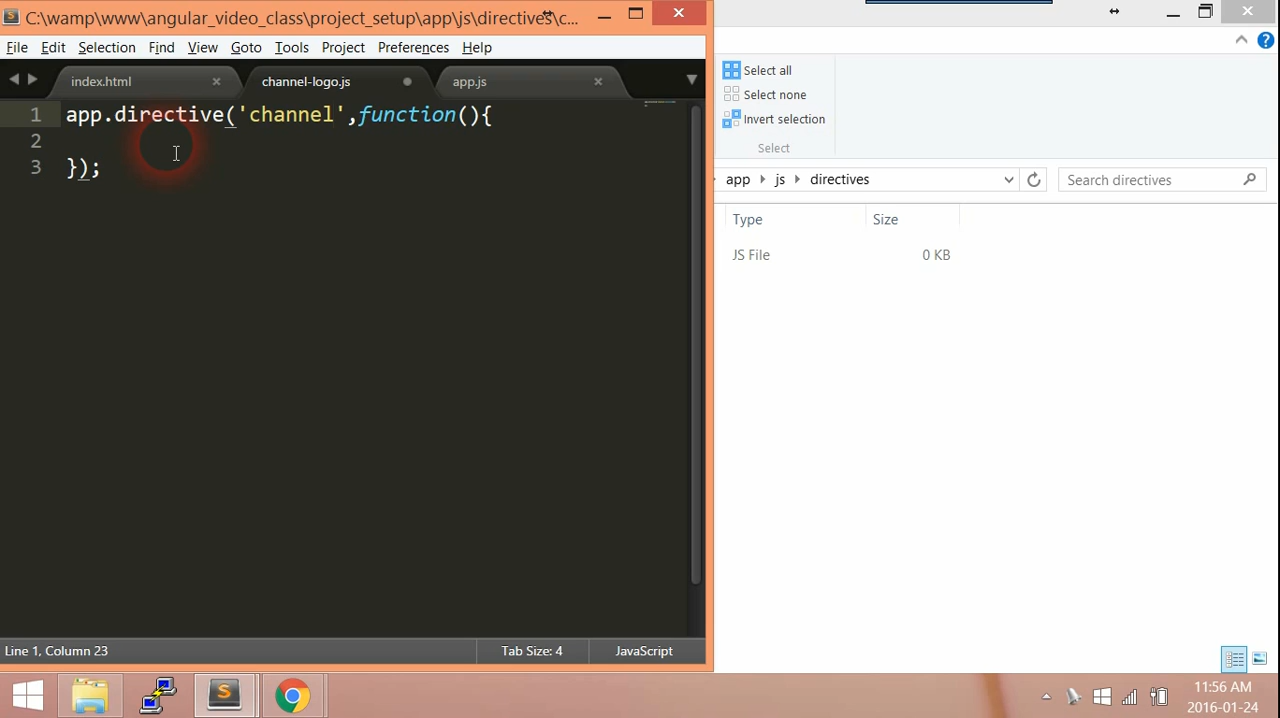 C:\wamp\www\angular_video_class\project_setup\app\js\directives\c...
File Edit Selection Find View Goto Tools Project Preferences Help
index.html channel-logo.js app.js
1 app.directive('channel',function(){
2
3 });
Line 1, Column 23 Tab Size: 4 JavaScript
Select all
Select none
Invert selection
Select
app js directives Search directives
Type Size
JS File 0 KB
11:56 AM
2016-01-24